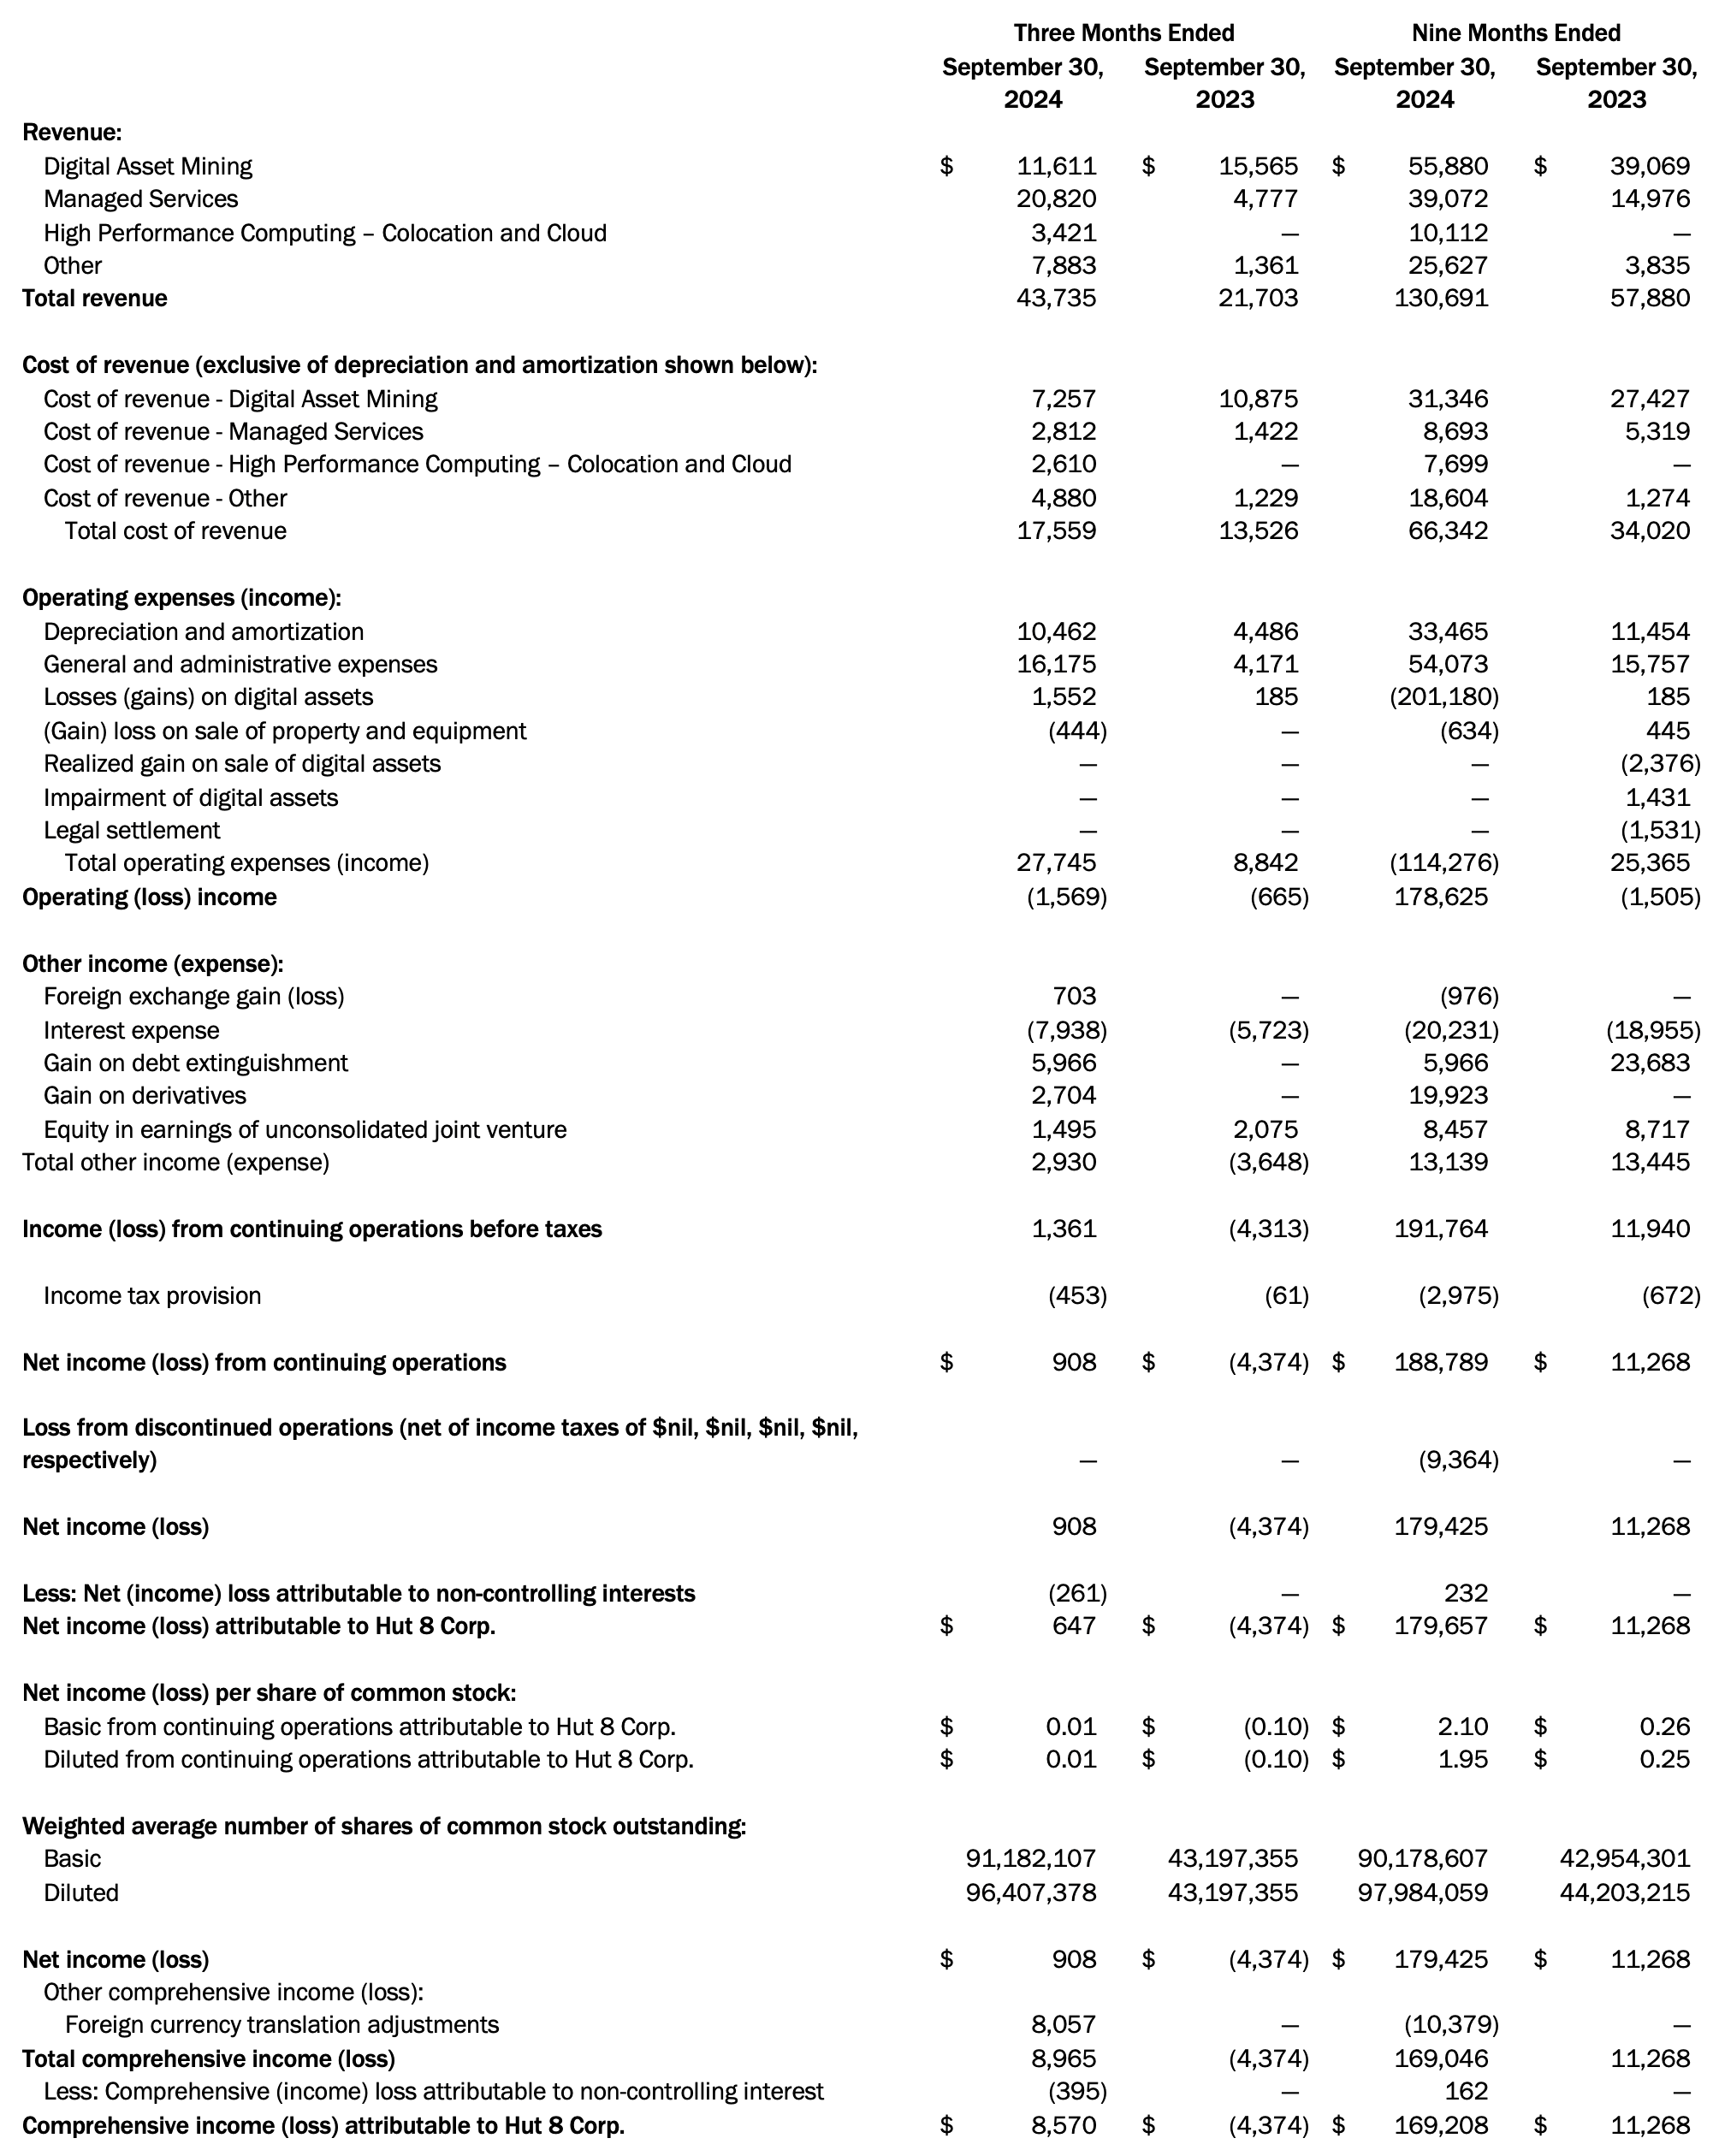 Three Months Ended Nine Months Ended
September 30, September 30, September 30, September 30,
2024 2023 2024 2023
Revenue:
Digital Asset Mining $ 11,611 $ 15,565 $ 55,880 $ 39,069
Managed Services 20,820 4,777 39,072 14,976
High Performance Computing – Colocation and Cloud 3,421 — 10,112 —
Other 7,883 1,361 25,627 3,835
Total revenue 43,735 21,703 130,691 57,880
Cost of revenue (exclusive of depreciation and amortization shown below):
Cost of revenue - Digital Asset Mining 7,257 10,875 31,346 27,427
Cost of revenue - Managed Services 2,812 1,422 8,693 5,319
Cost of revenue - High Performance Computing – Colocation and Cloud 2,610 — 7,699 —
Cost of revenue - Other 4,880 1,229 18,604 1,274
Total cost of revenue 17,559 13,526 66,342 34,020
Operating expenses (income):
Depreciation and amortization 10,462 4,486 33,465 11,454
General and administrative expenses 16,175 4,171 54,073 15,757
Losses (gains) on digital assets 1,552 185 (201,180) 185
(Gain) loss on sale of property and equipment (444) — (634) 445
Realized gain on sale of digital assets — — — (2,376)
Impairment of digital assets — — — 1,431
Legal settlement — — — (1,531)
Total operating expenses (income) 27,745 8,842 (114,276) 25,365
Operating (loss) income (1,569) (665) 178,625 (1,505)
Other income (expense):
Foreign exchange gain (loss) 703 — (976) —
Interest expense (7,938) (5,723) (20,231) (18,955)
Gain on debt extinguishment 5,966 — 5,966 23,683
Gain on derivatives 2,704 — 19,923 —
Equity in earnings of unconsolidated joint venture 1,495 2,075 8,457 8,717
Total other income (expense) 2,930 (3,648) 13,139 13,445
Income (loss) from continuing operations before taxes 1,361 (4,313) 191,764 11,940
Income tax provision (453) (61) (2,975) (672)
Net income (loss) from continuing operations $ 908 $ (4,374) $ 188,789 $ 11,268
Loss from discontinued operations (net of income taxes of $nil, $nil, $nil, $nil,
respectively) — — (9,364) —
Net income (loss) 908 (4,374) 179,425 11,268
Less: Net (income) loss attributable to non-controlling interests (261) — 232 —
Net income (loss) attributable to Hut 8 Corp. $ 647 $ (4,374) $ 179,657 $ 11,268
Net income (loss) per share of common stock:
Basic from continuing operations attributable to Hut 8 Corp. $ 0.01 $ (0.10) $ 2.10 $ 0.26
Diluted from continuing operations attributable to Hut 8 Corp. $ 0.01 $ (0.10) $ 1.95 $ 0.25
Weighted average number of shares of common stock outstanding:
Basic 91,182,107 43,197,355 90,178,607 42,954,301
Diluted 96,407,378 43,197,355 97,984,059 44,203,215
Net income (loss) $ 908 $ (4,374) $ 179,425 $ 11,268
Other comprehensive income (loss):
Foreign currency translation adjustments 8,057 — (10,379) —
Total comprehensive income (loss) 8,965 (4,374) 169,046 11,268
Less: Comprehensive (income) loss attributable to non-controlling interest (395) — 162 —
Comprehensive income (loss) attributable to Hut 8 Corp. $ 8,570 $ (4,374) $ 169,208 $ 11,268